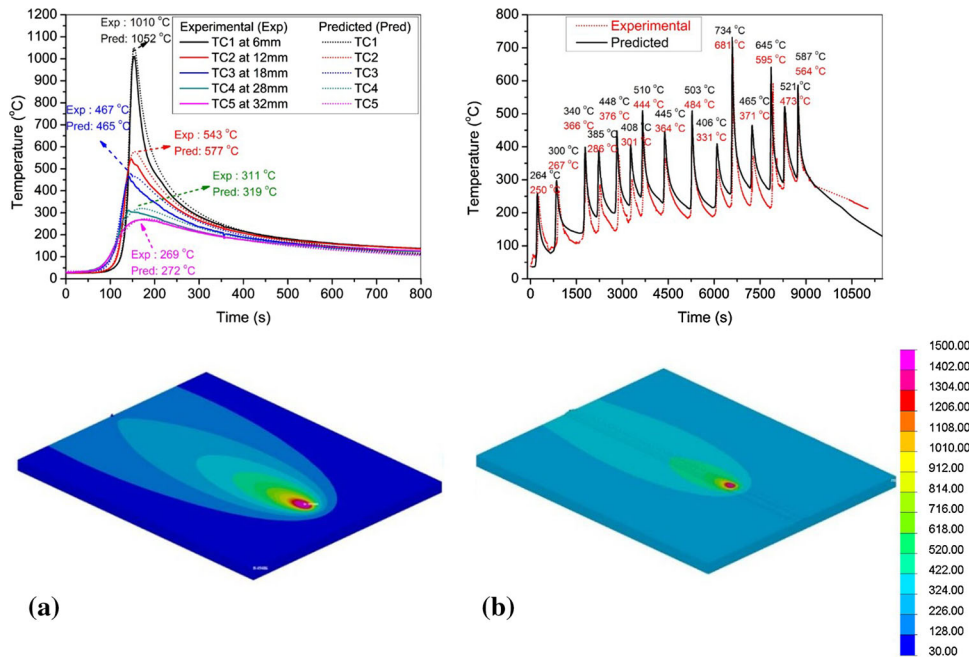 Exp : 1010 °C
Pred: 1052 °C
Experimental (Exp) Predicted (Pred)
TC1 at 6mm TC1
TC2 at 12mm TC2
TC3 at 18mm TC3
TC4 at 28mm TC4
TC5 at 32mm TC5
Exp : 467 °C
Pred: 465 °C
Exp : 543 °C
Pred: 577 °C
Exp : 311 °C
Pred: 319 °C
Exp : 269 °C
Pred: 272 °C
Temperature (°C)
1200
1100
1000
900
800
700
600
500
400
300
200
100
0
0 100 200 300 400 500 600 700 800
Time (s)
Experimental
Predicted
264 °C
250 °C
300 °C
267 °C
340 °C
366 °C
385 °C
286 °C
448 °C
376 °C
408 °C
301 °C
510 °C
444 °C
445 °C
364 °C
503 °C
484 °C
406 °C
331 °C
734 °C
681 °C
465 °C
371 °C
645 °C
595 °C
521 °C
473 °C
587 °C
564 °C
Temperature (°C)
800
700
600
500
400
300
200
100
0
0 1500 3000 4500 6000 7500 9000 10500
Time (s)
1500.00
1402.00
1304.00
1206.00
1108.00
1010.00
912.00
814.00
716.00
618.00
520.00
422.00
324.00
226.00
128.00
30.00
(a)
(b)